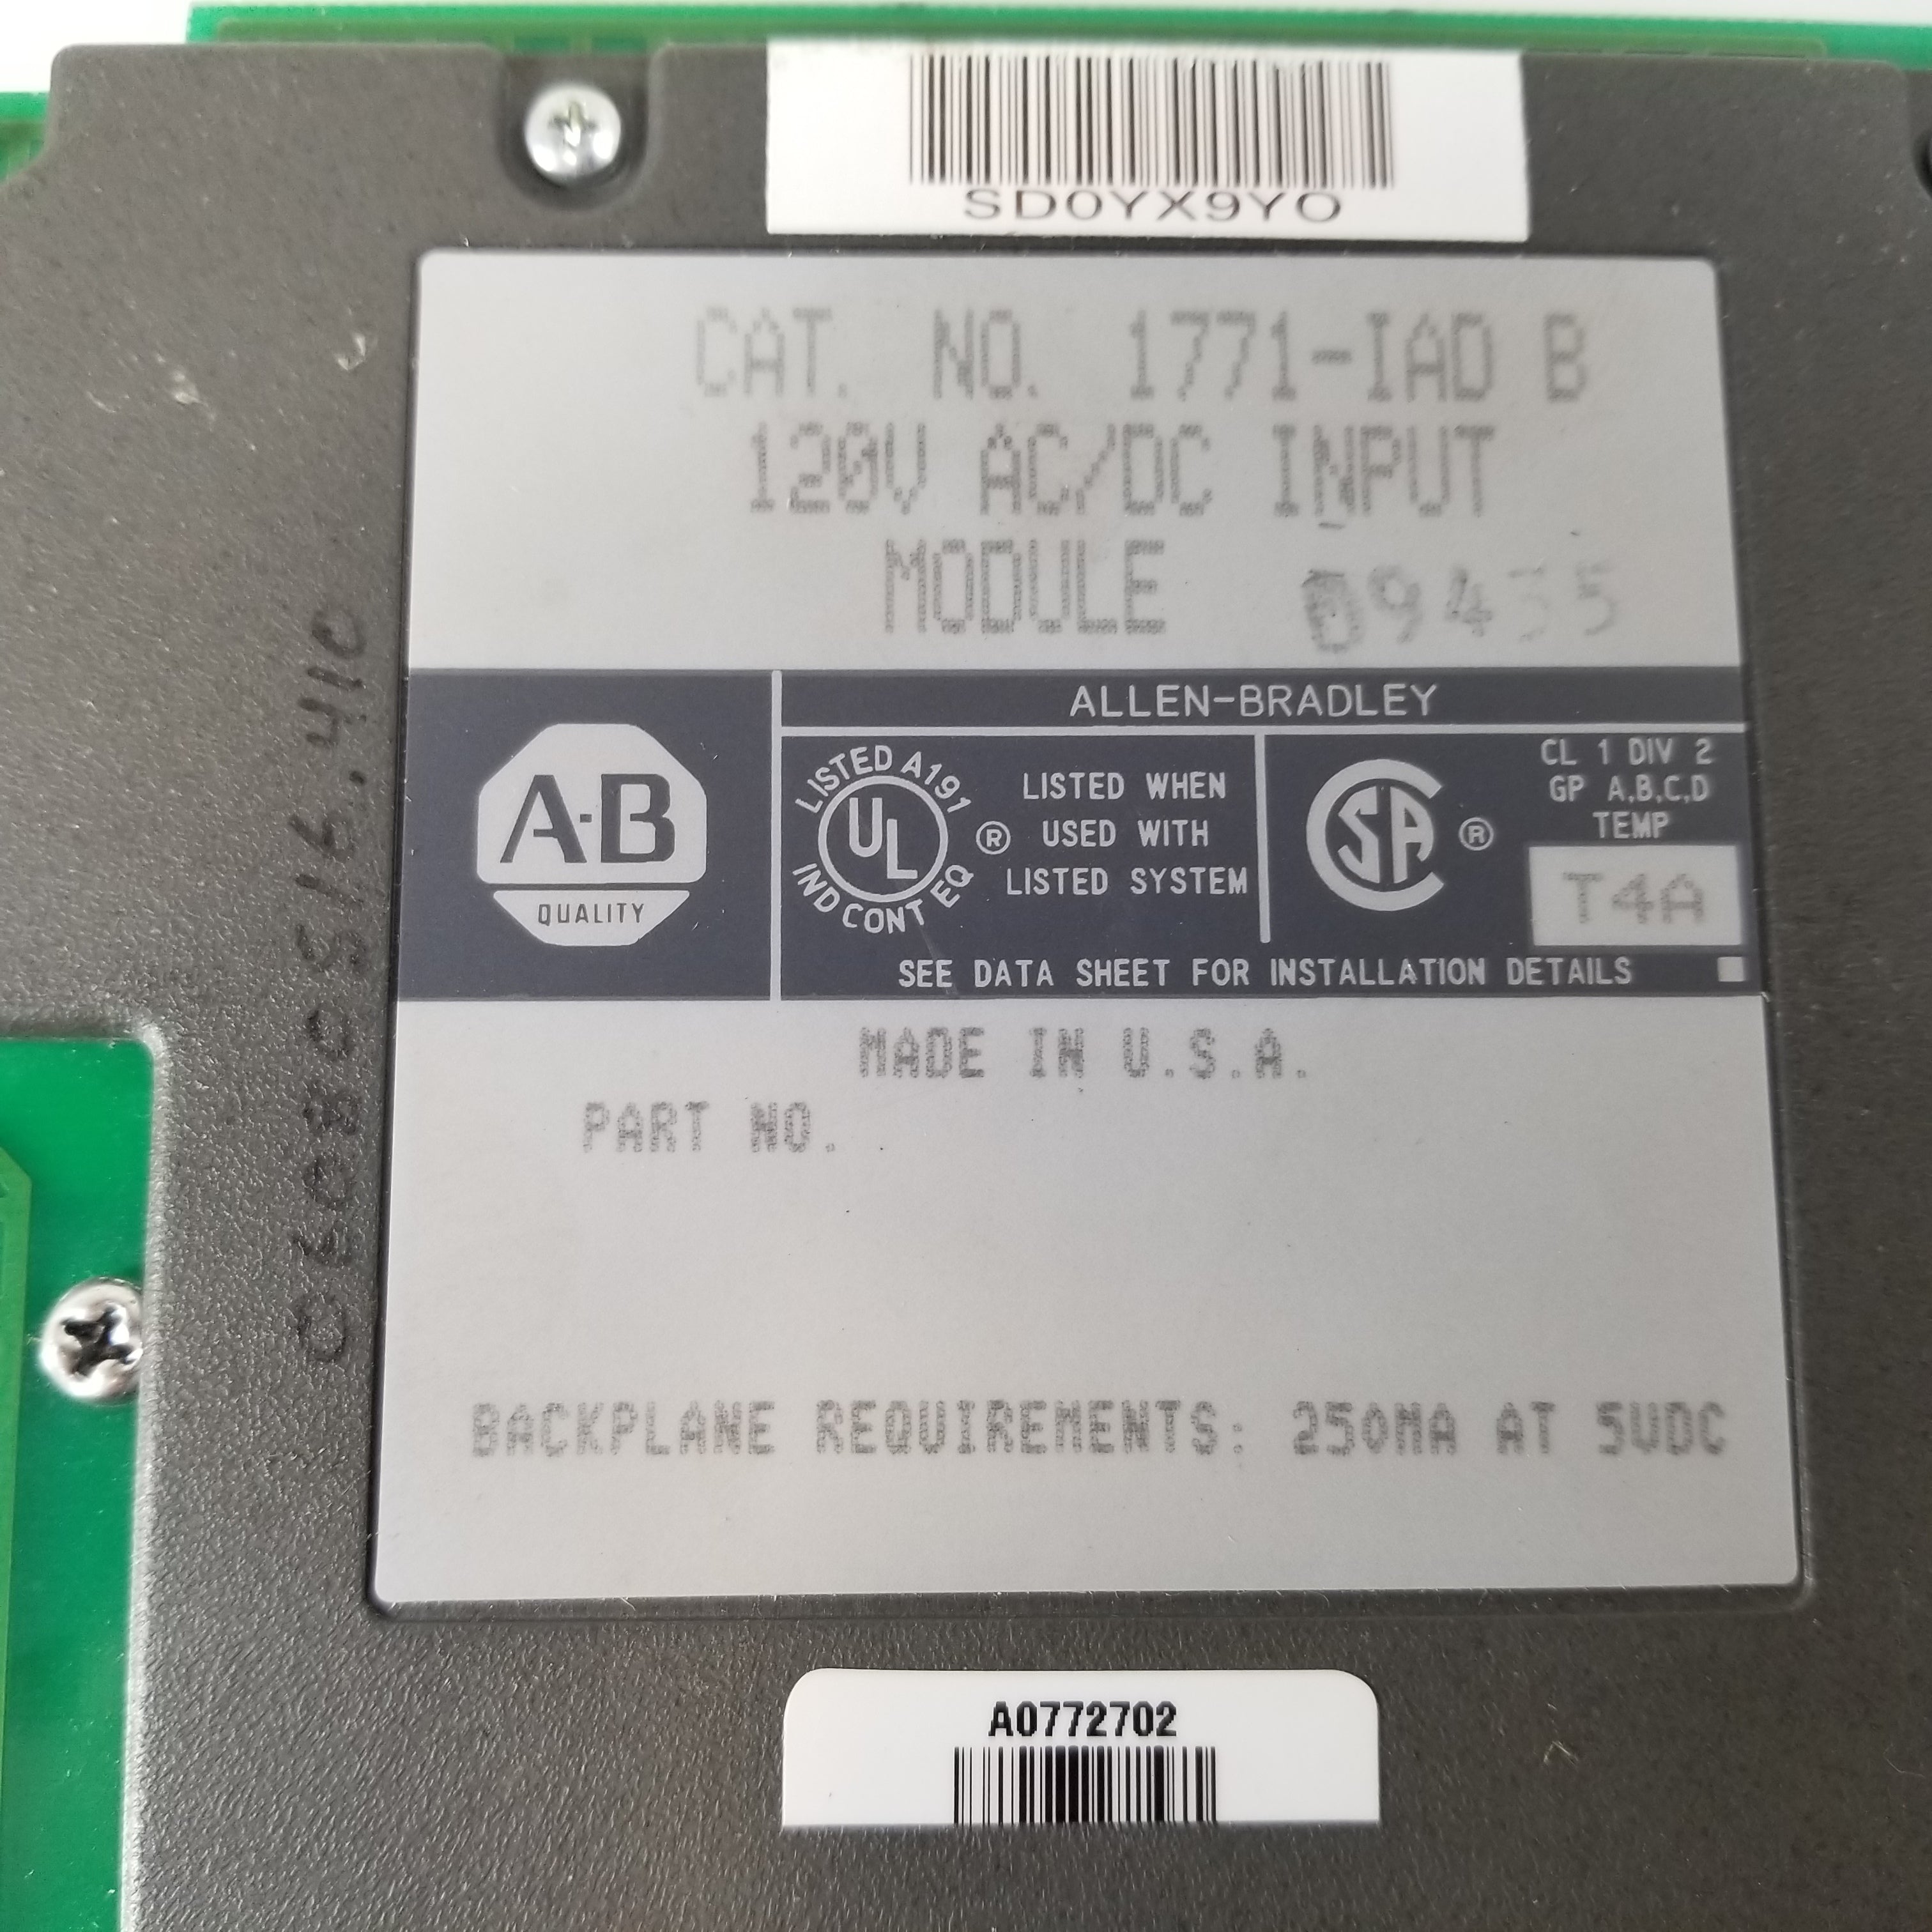 SD0YX9YO
CAT. NO. 1771-IAD B
120V AC/DC INPUT
MODULE
ALLEN-BRADLEY
A-B
QUALITY
LISTED A191
UL
IND CONT EQ
®
LISTED WHEN
USED WITH
LISTED SYSTEM
SA ®
CL 1 DIV 2
GP A,B,C,D
TEMP
T4A
SEE DATA SHEET FOR INSTALLATION DETAILS
MADE IN U.S.A.
PART NO.
BACKPLANE REQUIREMENTS: 250MA AT 5VDC
A0772702